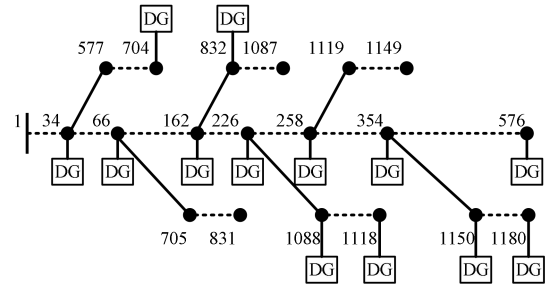 DG DG
577 704 832 1087 1119 1149
1 34 66 162 226 258 354 576
DG DG DG DG DG DG
705 831 1088 1118 1150 1180
DG DG DG DG